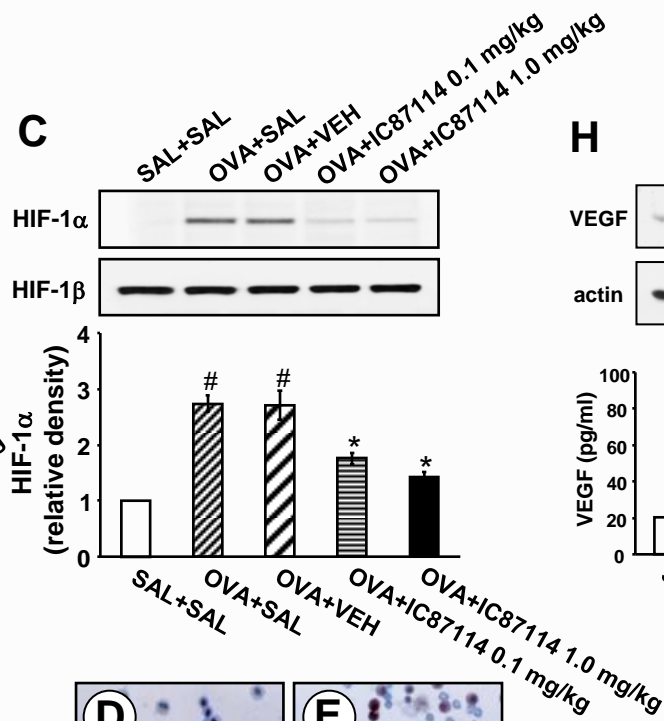 C
SAL+SAL
OVA+SAL
OVA+VEH
OVA+IC87114 0.1 mg/kg
OVA+IC87114 1.0 mg/kg
HIF-1α
HIF-1β
HIF-1α
(relative density)
4
3
2
1
0
#
#
*
*
SAL+SAL
OVA+SAL
OVA+VEH
OVA+IC87114 0.1 mg/kg
OVA+IC87114 1.0 mg/kg
H
VEGF
actin
VEGF (pg/ml)
100
80
60
40
20
0
D
E